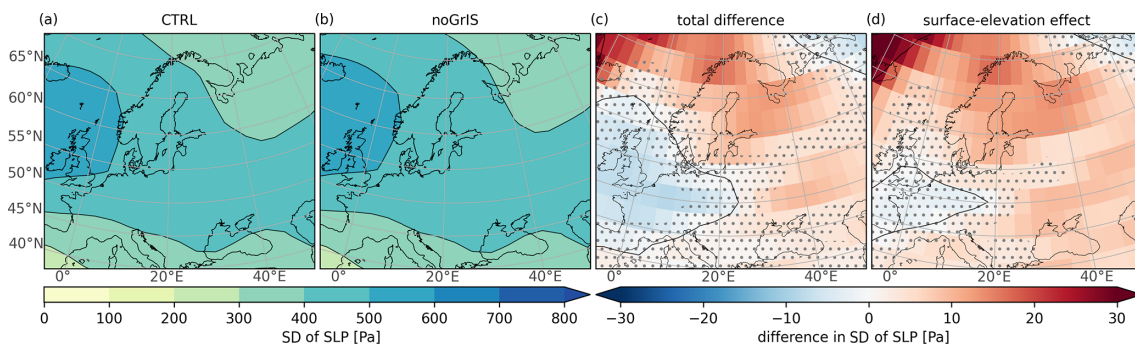 (a) CTRL (b) noGrIS (c) total difference (d) surface-elevation effect
65°N
60°N
55°N
50°N
45°N
40°N
0° 20°E 40°E 0° 20°E 40°E 0° 20°E 40°E 0° 20°E 40°E
0 100 200 300 400 500 600 700 800 −30 −20 −10 0 10 20 30
SD of SLP [Pa] difference in SD of SLP [Pa]